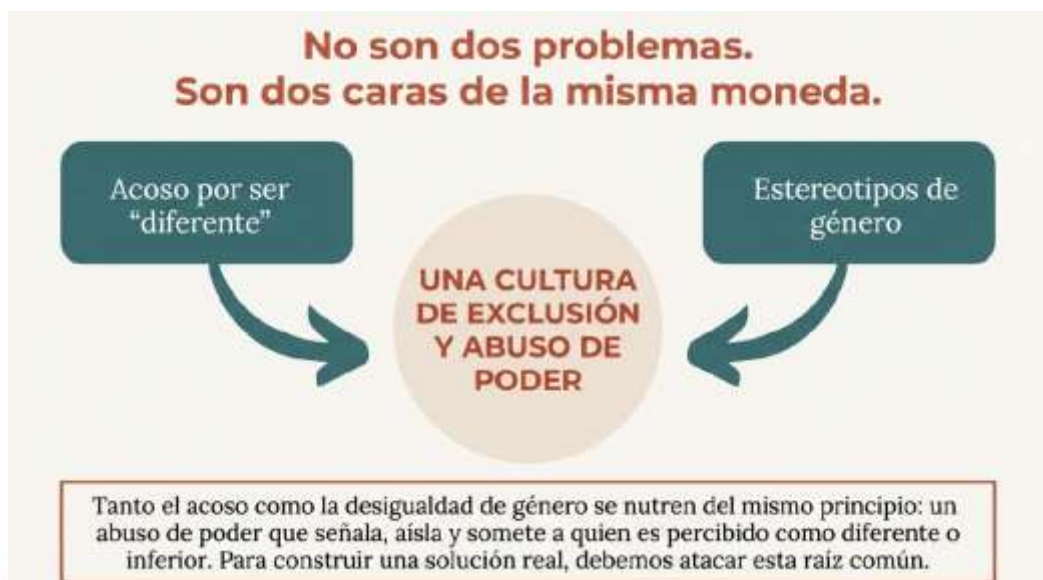 No son dos problemas.
Son dos caras de la misma moneda.
Acoso por ser
“diferente”
Estereotipos de
género
UNA CULTURA
DE EXCLUSIÓN
Y ABUSO DE
PODER
Tanto el acoso como la desigualdad de género se nutren del mismo principio: un
abuso de poder que señala, aísla y somete a quien es percibido como diferente o
inferior. Para construir una solución real, debemos atacar esta raíz común.